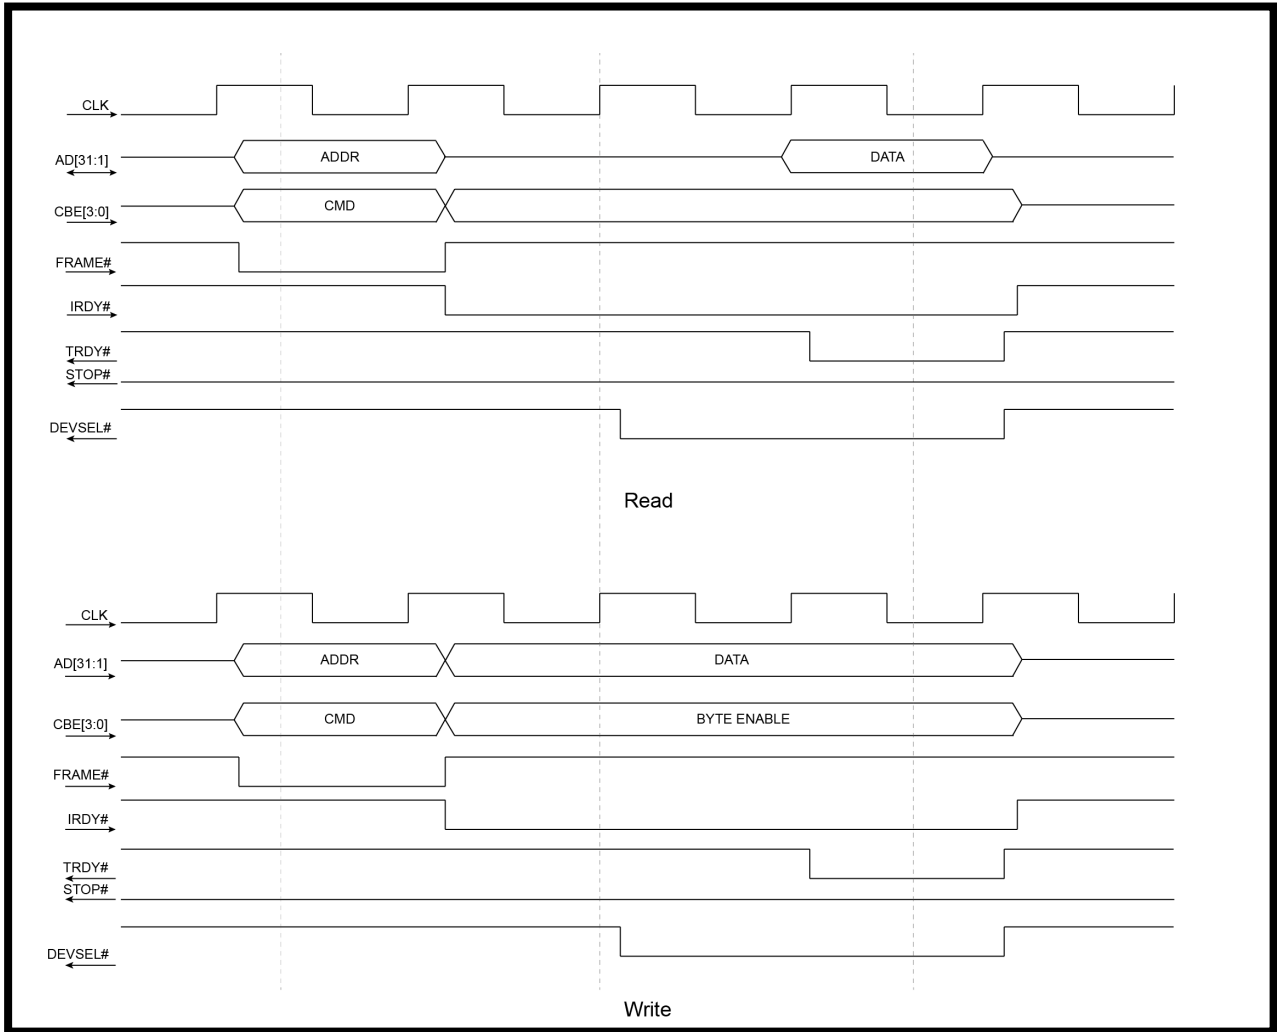 CLK
AD[31:1]
ADDR
DATA
CBE[3:0]
CMD
FRAME#
IRDY#
TRDY#
STOP#
DEVSEL#
Read
CLK
AD[31:1]
ADDR
DATA
CBE[3:0]
CMD
BYTE ENABLE
FRAME#
IRDY#
TRDY#
STOP#
DEVSEL#
Write